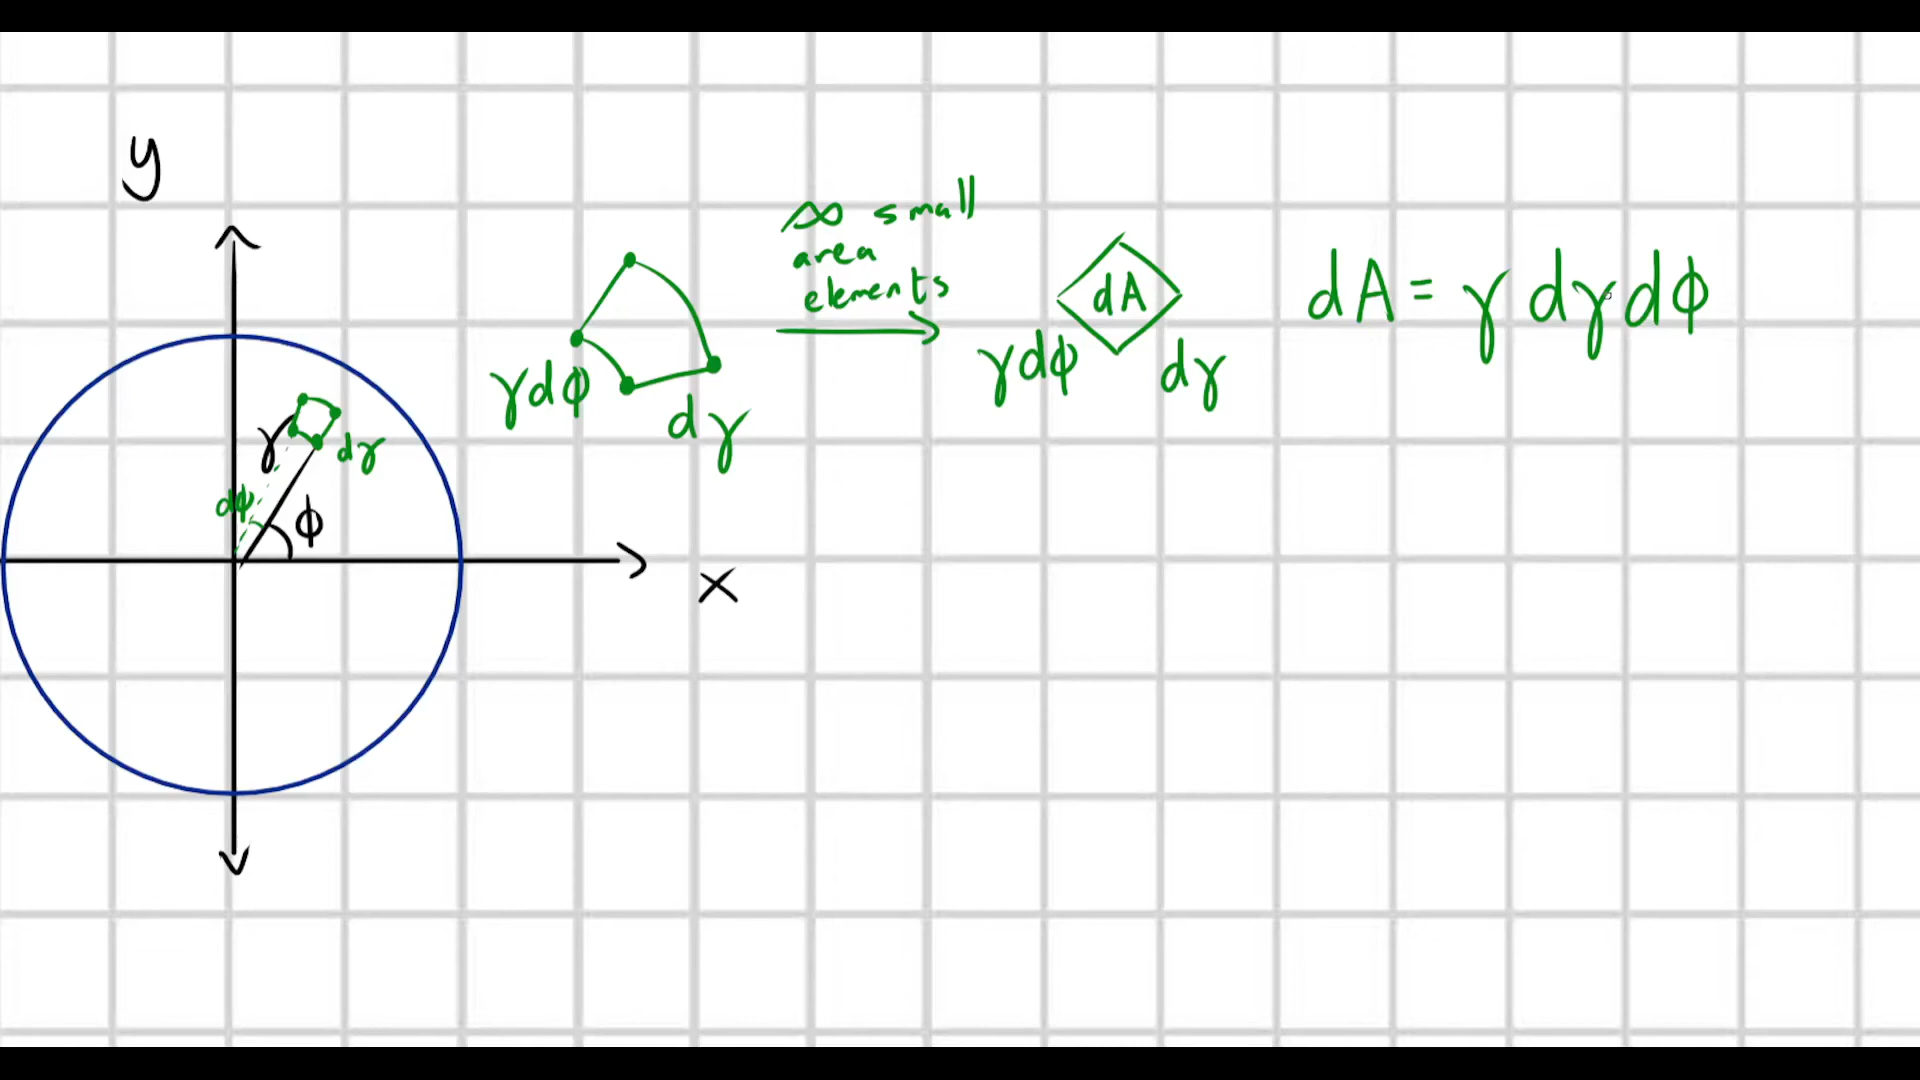 y
∞ small
area
elements
dA
dA = γ dγ dϕ
γdϕ
dγ
γdϕ
dγ
γ
dγ
dϕ
ϕ
x